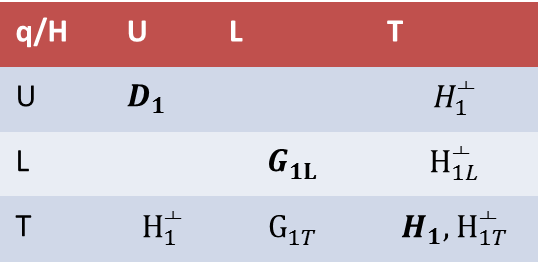 q/H U L T
U D₁ H₁⊥
L G₁L H₁L⊥
T H₁⊥ G₁T H₁, H₁T⊥